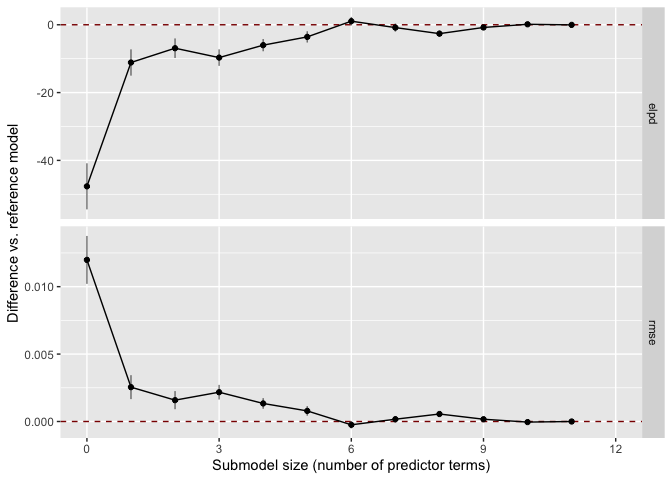 Difference vs. reference model
0
-20
-40
elpd
0.010
0.005
0.000
rmse
0 3 6 9 12
Submodel size (number of predictor terms)